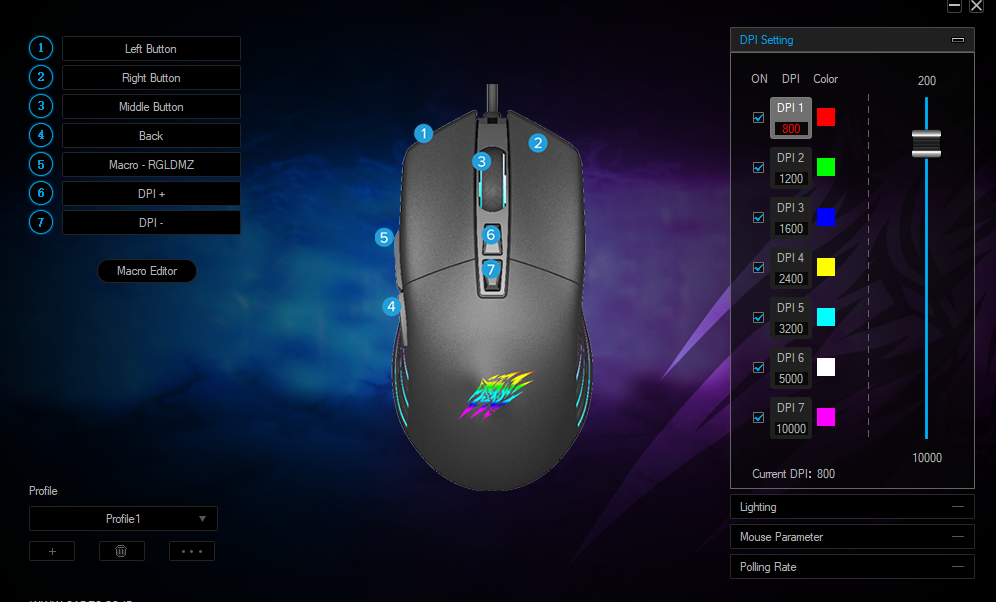 1 Left Button
2 Right Button
3 Middle Button
4 Back
5 Macro - RGLDMZ
6 DPI +
7 DPI -
Macro Editor
1
2
3
6
5
7
4
Profile
Profile1
DPI Setting
ON DPI Color
DPI 1
800
DPI 2
1200
DPI 3
1600
DPI 4
2400
DPI 5
3200
DPI 6
5000
DPI 7
10000
200
10000
Current DPI: 800
Lighting
Mouse Parameter
Polling Rate